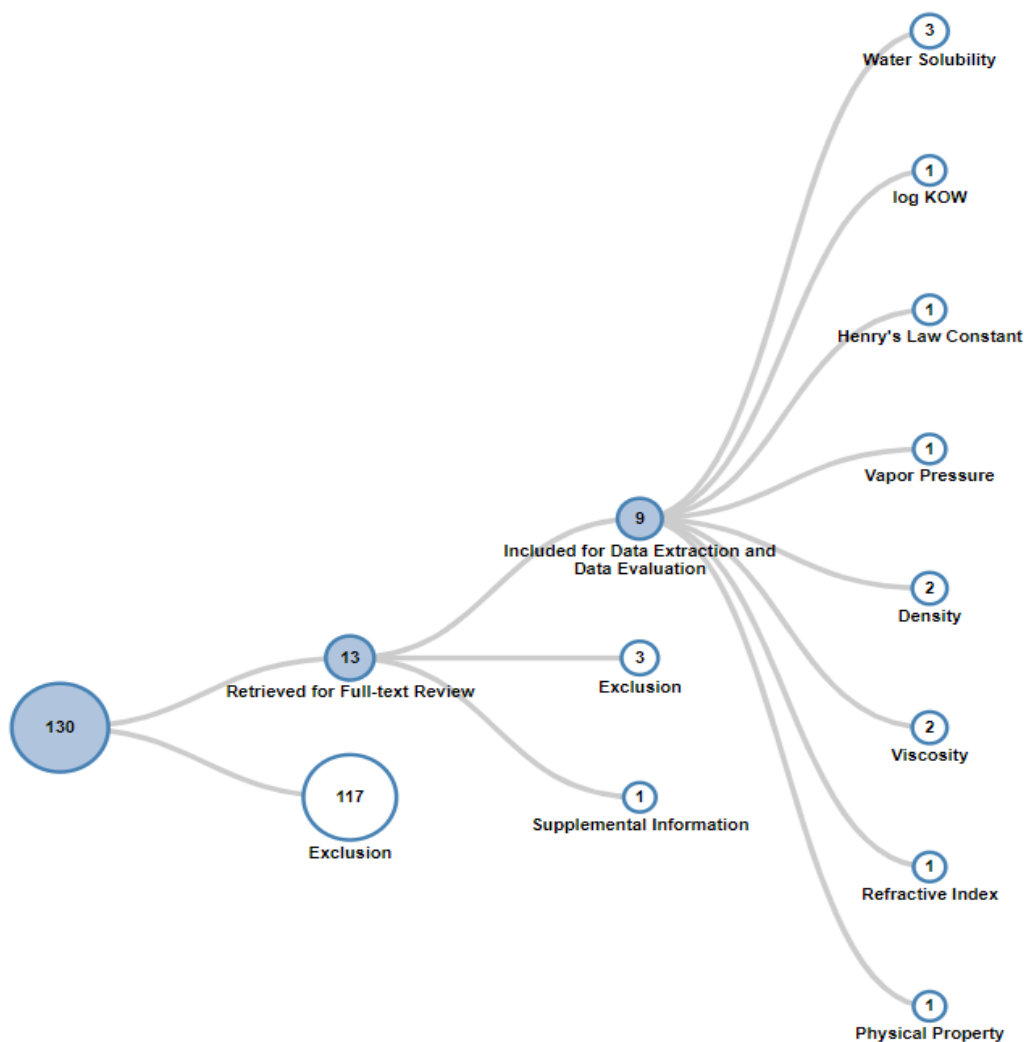 3
Water Solubility
1
log KOW
1
Henry's Law Constant
1
Vapor Pressure
9
Included for Data Extraction and
Data Evaluation
2
Density
13
Retrieved for Full-text Review
3
Exclusion
130
2
Viscosity
117
Exclusion
1
Supplemental Information
1
Refractive Index
1
Physical Property